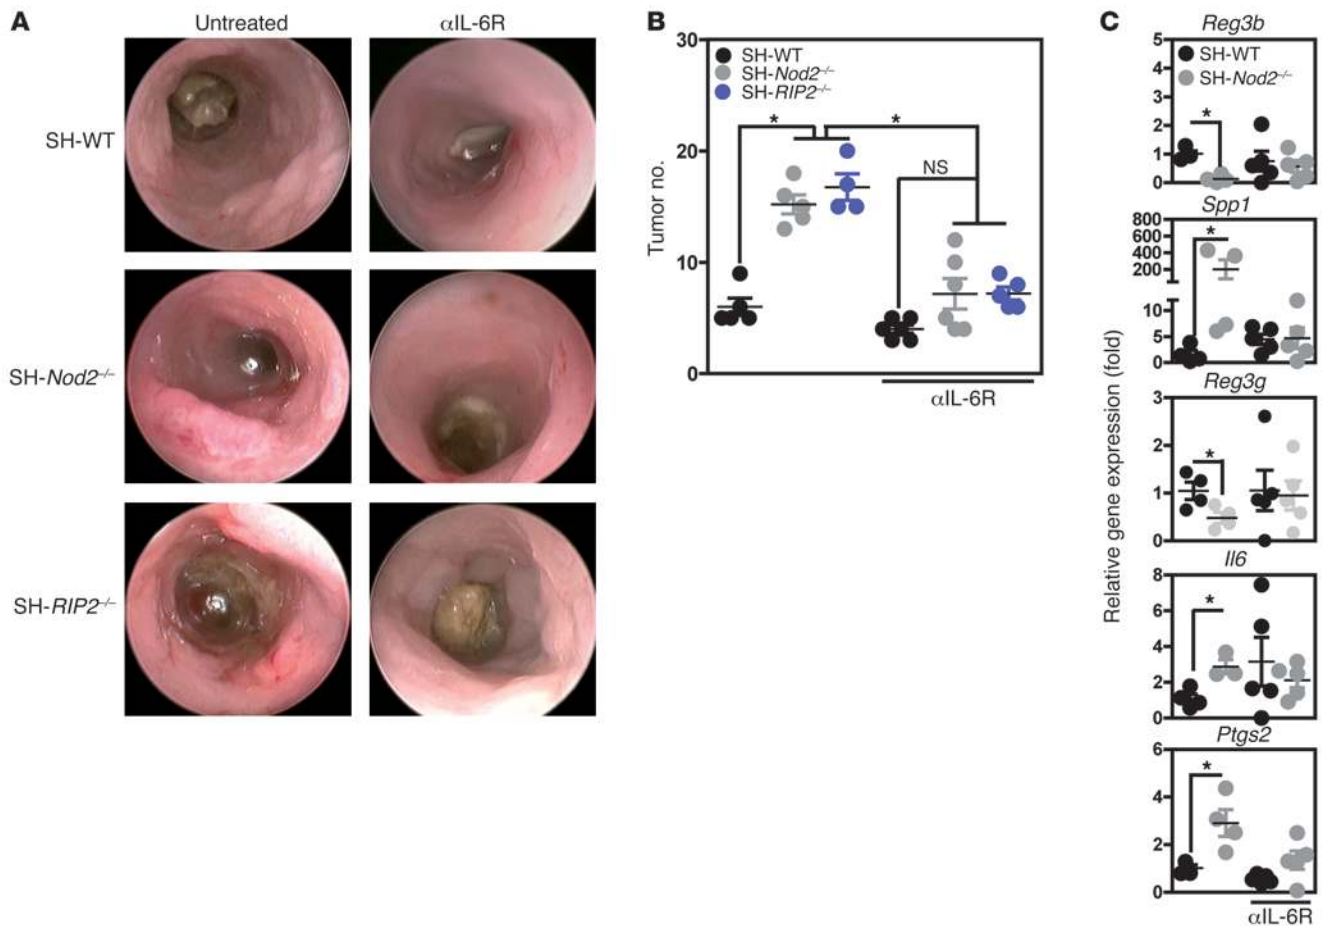 A
Untreated
αIL-6R
SH-WT
SH-Nod2–/–
SH-RIP2–/–
B
30
20
10
0
Tumor no.
SH-WT
SH-Nod2–/–
SH-RIP2–/–
*
*
NS
αIL-6R
C
Relative gene expression (fold)
Reg3b
5
4
3
2
1
0
SH-WT
SH-Nod2–/–
*
Spp1
800
600
400
200
10
5
0
*
Reg3g
3
2
1
0
*
Il6
8
6
4
2
0
*
Ptgs2
6
4
2
0
*
αIL-6R